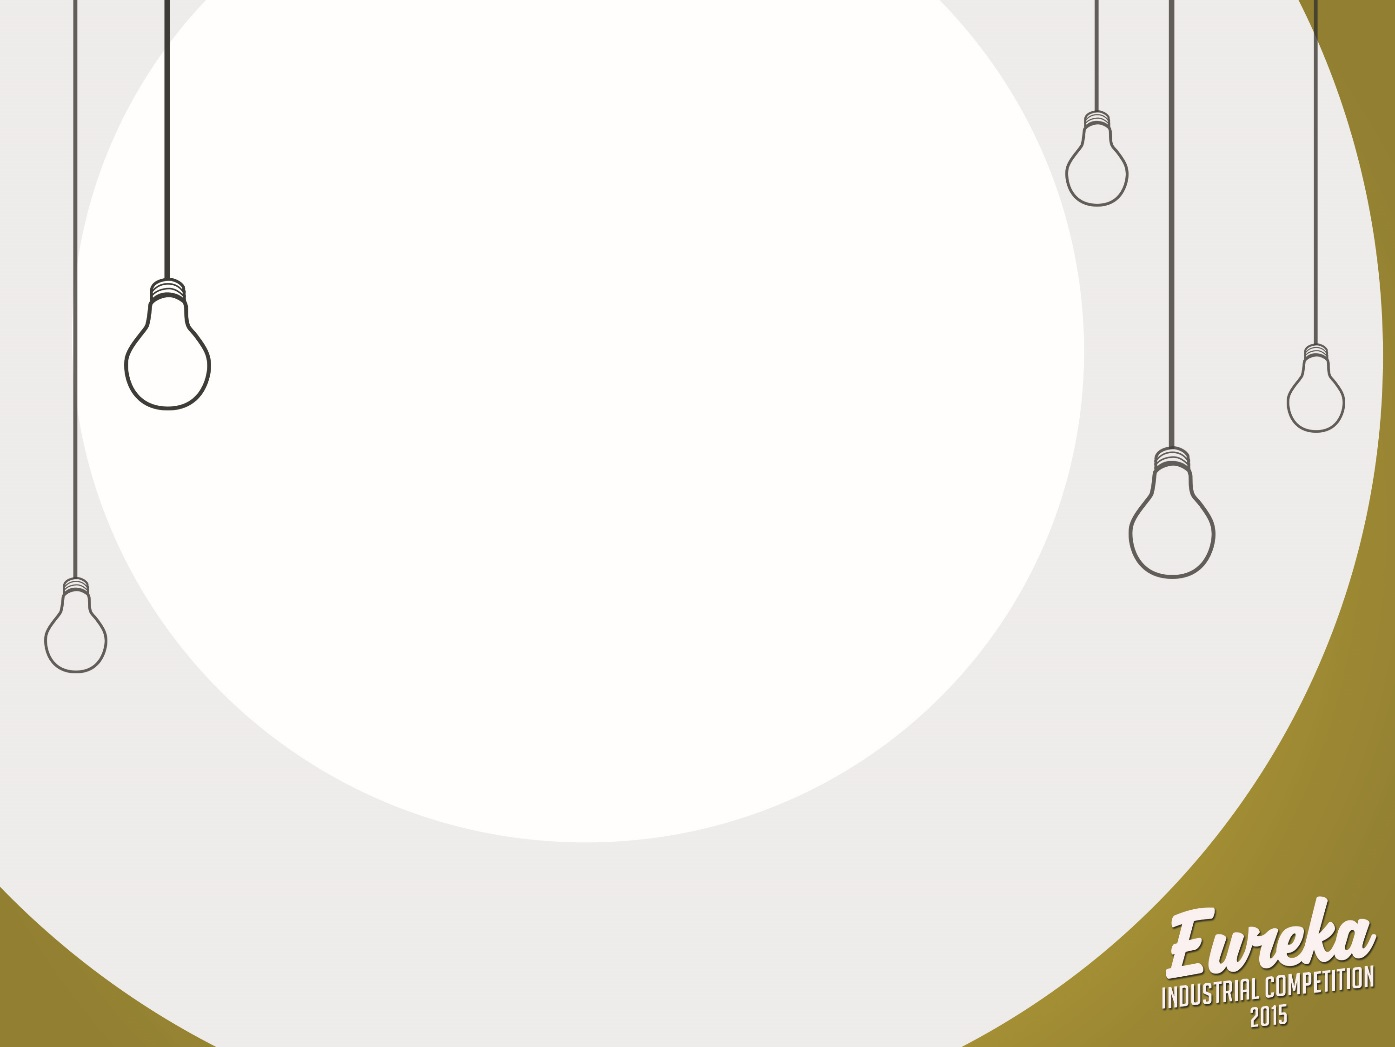 Eureka
INDUSTRIAL COMPETITION
2015